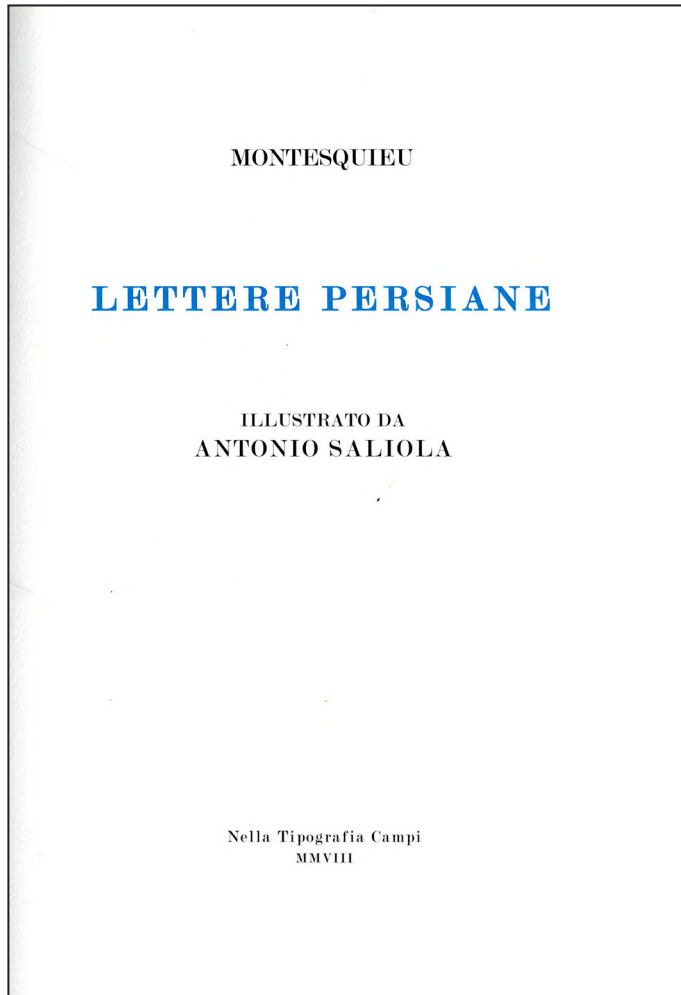 MONTESQUIEU
LETTERE PERSIANE
ILLUSTRATO DA
ANTONIO SALIOLA
Nella Tipografia Campi
MMVIII